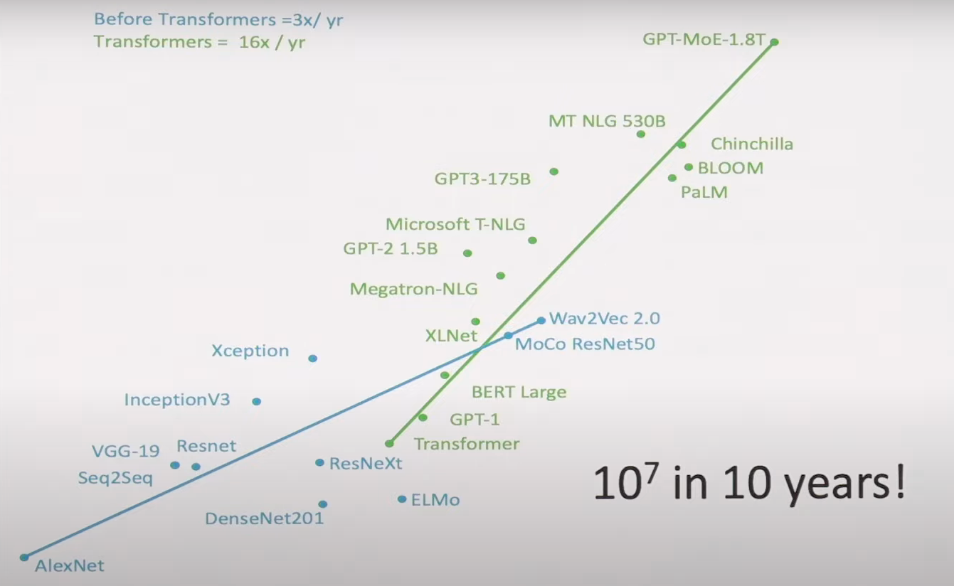 Before Transformers =3x/ yr
Transformers = 16x / yr
GPT-MoE-1.8T
MT NLG 530B
Chinchilla
BLOOM
GPT3-175B
PaLM
Microsoft T-NLG
GPT-2 1.5B
Megatron-NLG
Wav2Vec 2.0
XLNet
MoCo ResNet50
Xception
BERT Large
InceptionV3
GPT-1
Transformer
Resnet
VGG-19
ResNeXt
Seq2Seq
10⁷ in 10 years!
ELMo
DenseNet201
AlexNet